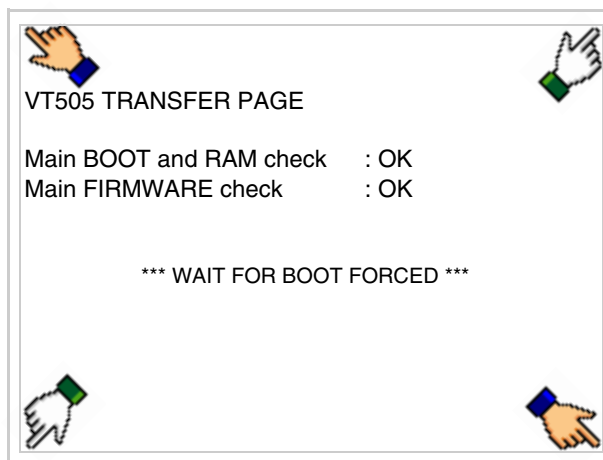 VT505 TRANSFER PAGE
Main BOOT and RAM check : OK
Main FIRMWARE check : OK
*** WAIT FOR BOOT FORCED ***